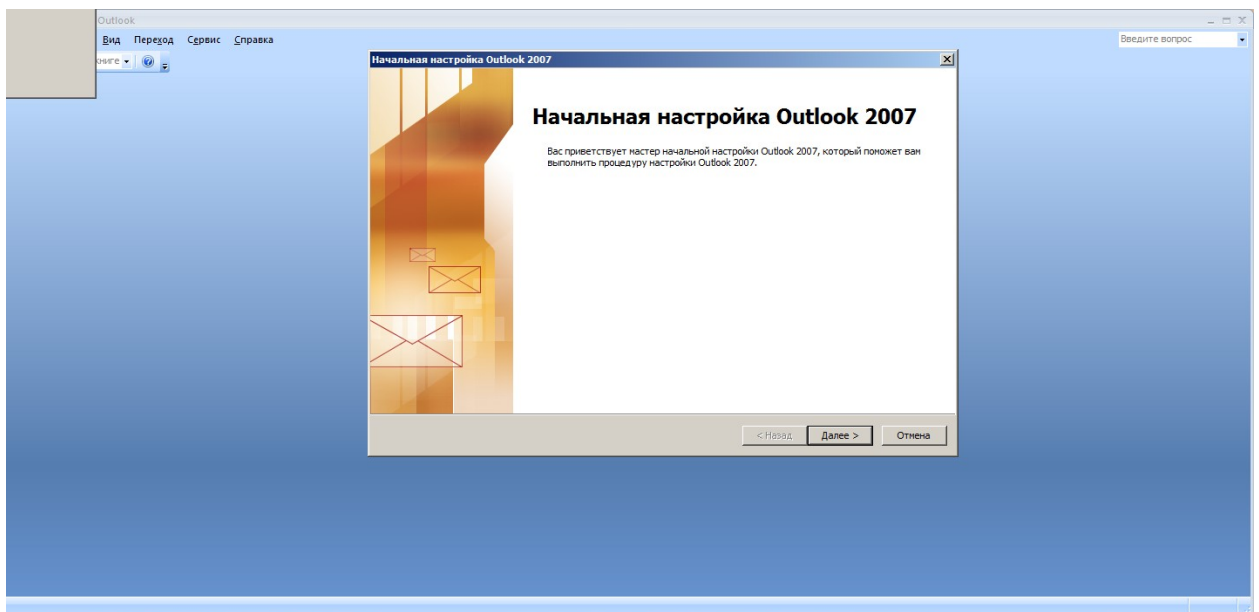 Outlook
Вид Переход Сервис Справка
Введите вопрос
книге
Начальная настройка Outlook 2007
Начальная настройка Outlook 2007
Вас приветствует мастер начальной настройки Outlook 2007, который поможет вам
выполнить процедуру настройки Outlook 2007.
< Назад Далее > Отмена